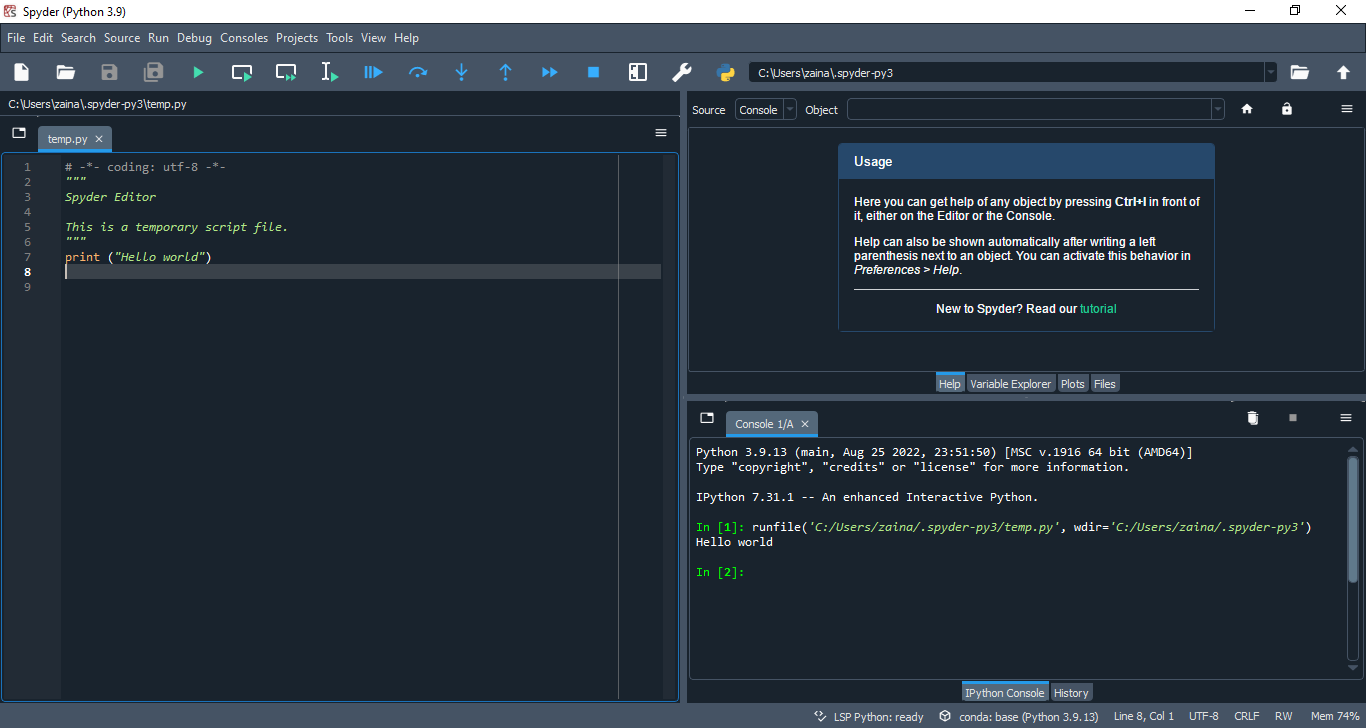 Spyder (Python 3.9)
File Edit Search Source Run Debug Consoles Projects Tools View Help
C:\Users\zaina\.spyder-py3
C:\Users\zaina\.spyder-py3\temp.py
temp.py
1 # -*- coding: utf-8 -*-
2 """
3 Spyder Editor
4
5 This is a temporary script file.
6 """
7 print ("Hello world")
8
9
Source Console Object
Usage
Here you can get help of any object by pressing Ctrl+I in front of
it, either on the Editor or the Console.
Help can also be shown automatically after writing a left
parenthesis next to an object. You can activate this behavior in
Preferences > Help.
New to Spyder? Read our tutorial
Help Variable Explorer Plots Files
Console 1/A
Python 3.9.13 (main, Aug 25 2022, 23:51:50) [MSC v.1916 64 bit (AMD64)]
Type "copyright", "credits" or "license" for more information.
IPython 7.31.1 -- An enhanced Interactive Python.
In [1]: runfile('C:/Users/zaina/.spyder-py3/temp.py', wdir='C:/Users/zaina/.spyder-py3')
Hello world
In [2]:
IPython Console History
LSP Python: ready conda: base (Python 3.9.13) Line 8, Col 1 UTF-8 CRLF RW Mem 74%